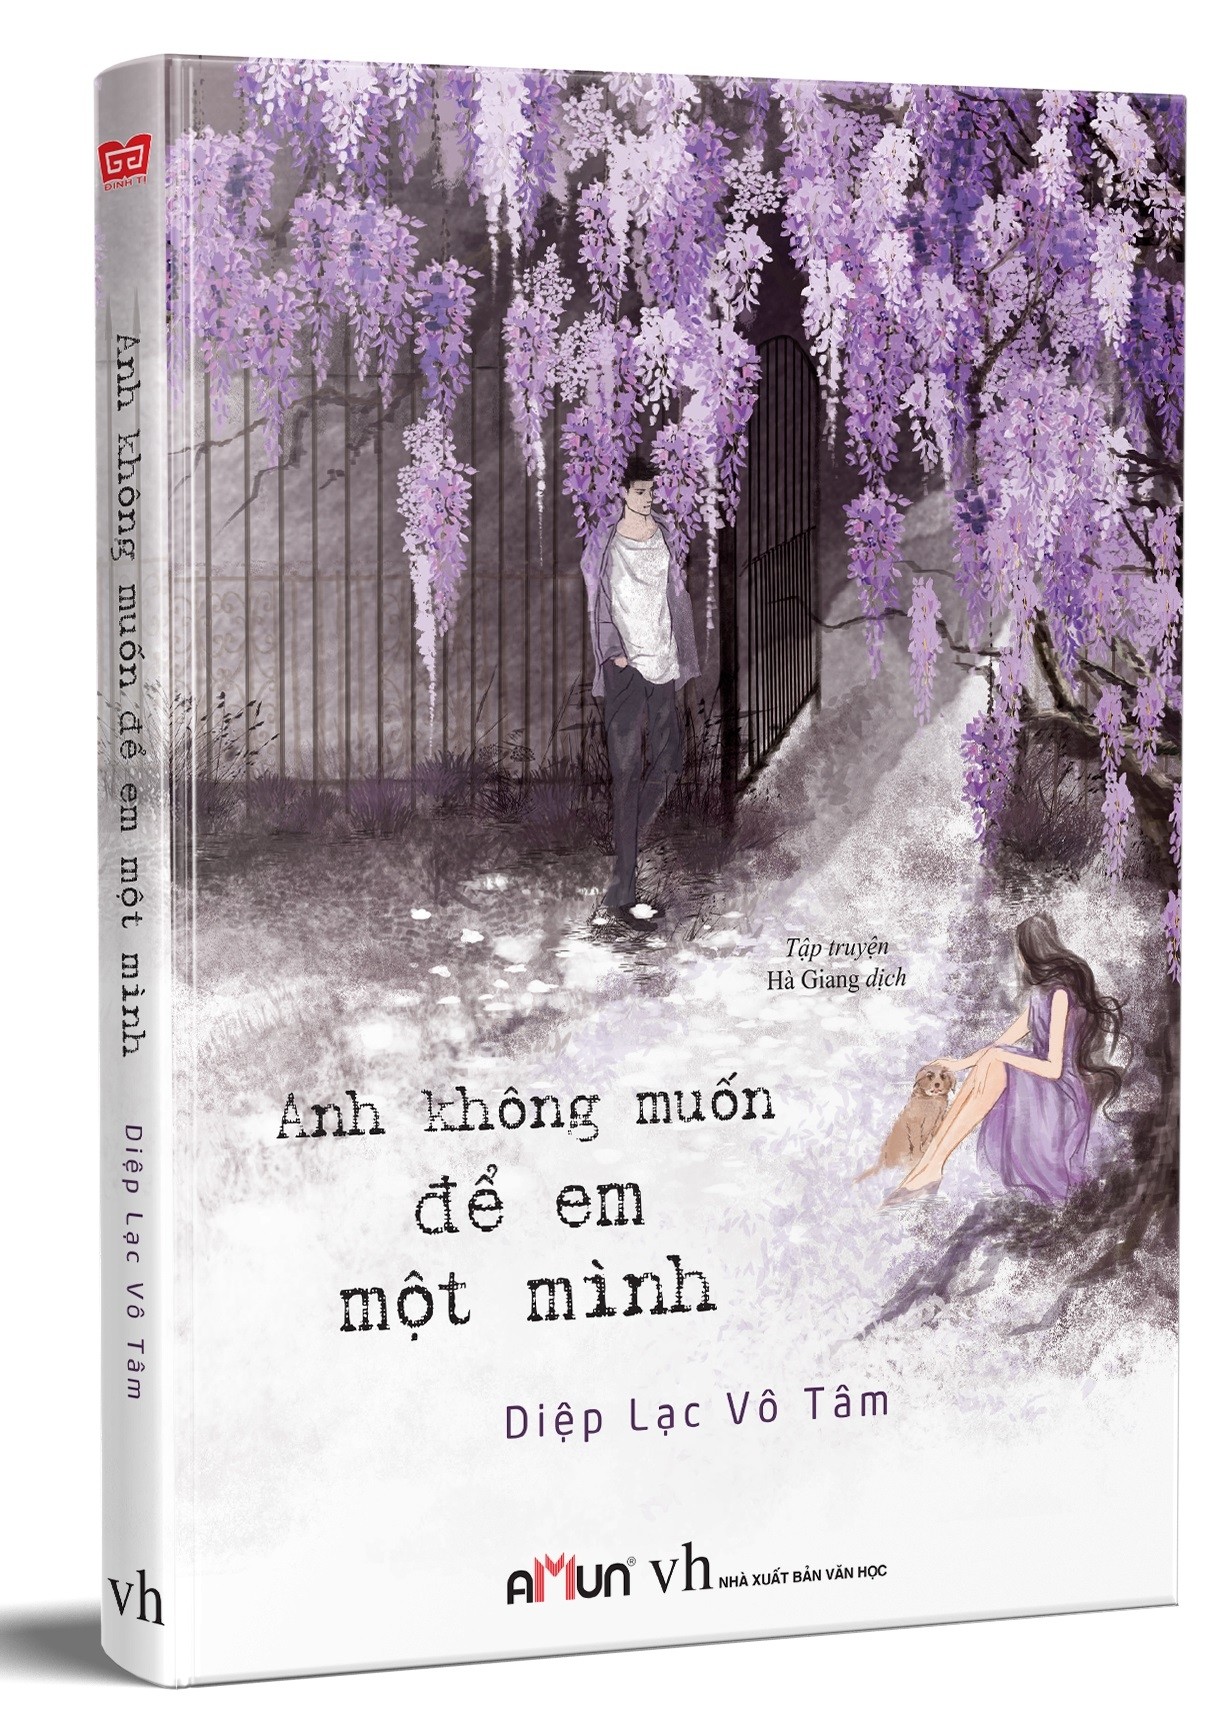 ĐINH TỊ
Anh không muốn để em một mình
Diệp Lạc Vô Tâm
vh
Tập truyện
Hà Giang dịch
Anh không muốn
để em
một mình
Diệp Lạc Vô Tâm
AMUN® vh NHÀ XUẤT BẢN VĂN HỌC